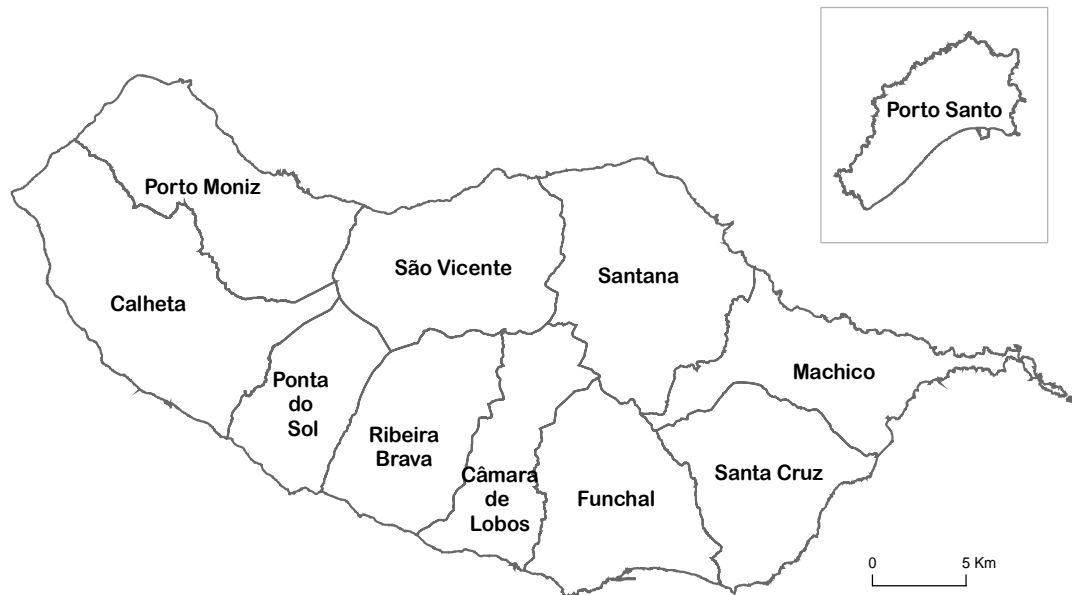 Porto Santo
Porto Moniz
São Vicente
Santana
Calheta
Machico
Ponta
do
Sol
Ribeira
Brava
Câmara
de
Lobos
Funchal
Santa Cruz
0 5 Km